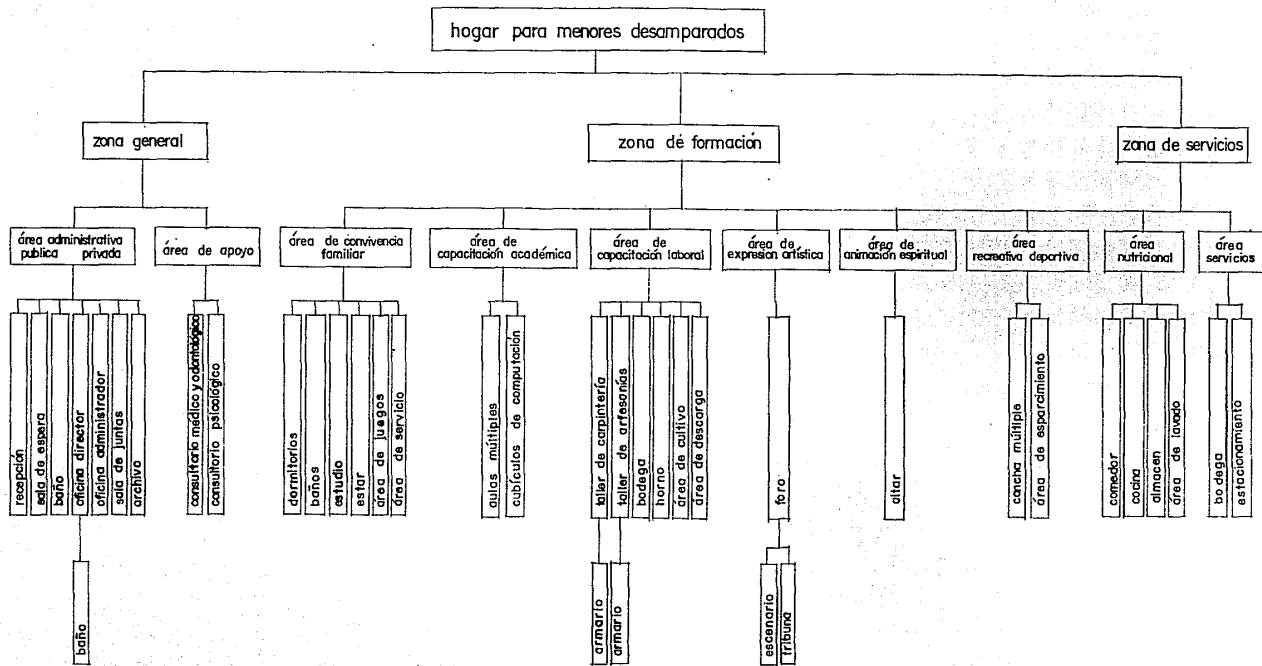 hogar para menores desamparados
zona general
zona de formación
zona de servicios
área administrativa
publica privada
área de apoyo
área de convivencia
familiar
área de
capacitación académica
área de
capacitación laboral
área de
expresion artística
área de
animación espiritual
área
recreativa deportiva
área
nutricional
área
servicios
recepción
sala de espera
baño
oficina director
oficina administrador
sala de juntas
archivo
consultorio médico y odontológico
consultorio psicológico
dormitorios
baños
estudio
estar
área de juegos
área de servicio
aulas múltiples
cubículos de computación
taller de carpintería
taller de artesanías
bodega
horno
área de cultivo
área de descarga
foro
altar
cancha múltiple
área de esparcimiento
comedor
cocina
almacen
área de lavado
bodega
estacionamiento
baño
armario
armario
escenario
tribuna